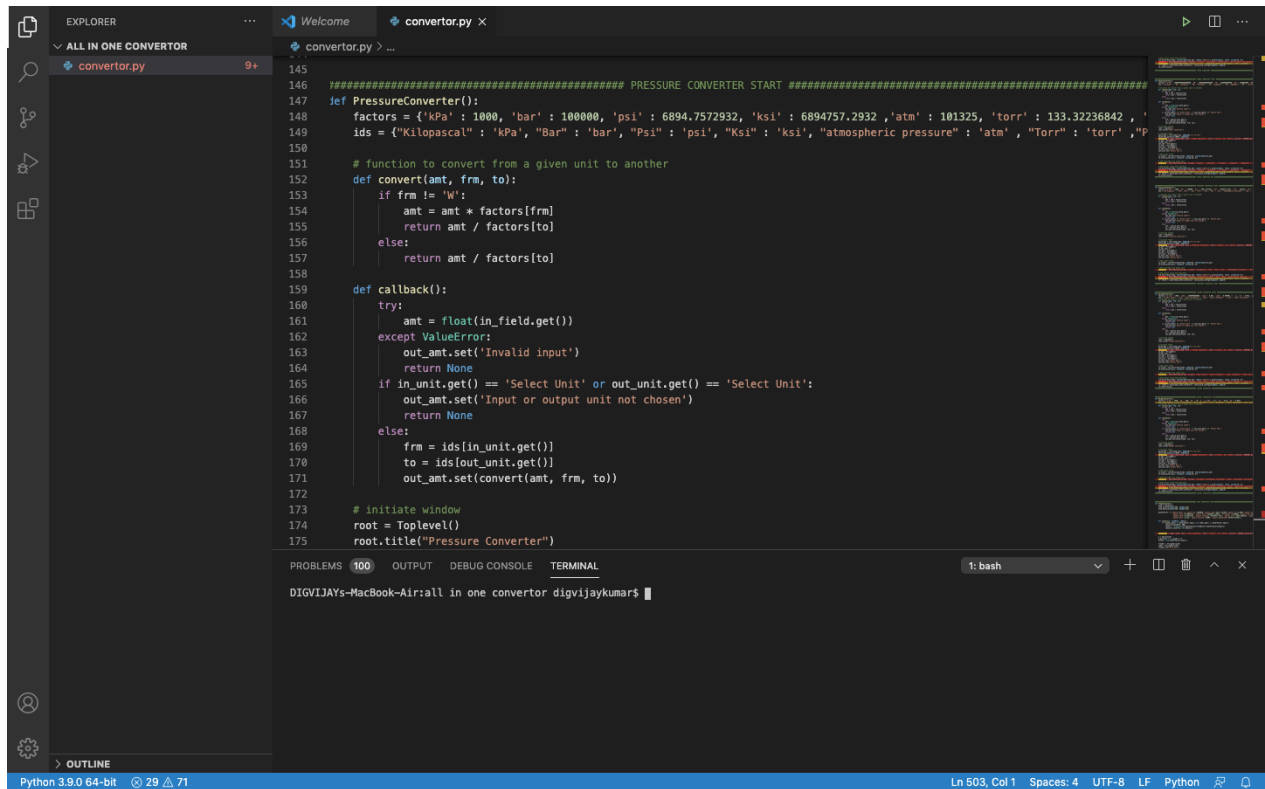 EXPLORER ···
Welcome
convertor.py ×
ALL IN ONE CONVERTOR
convertor.py 9+
convertor.py > ...
145
146 ################################################ PRESSURE CONVERTER START ###########################################################
147 def PressureConverter():
148 factors = {'kPa' : 1000, 'bar' : 100000, 'psi' : 6894.7572932, 'ksi' : 6894757.2932 ,'atm' : 101325, 'torr' : 133.32236842 , '
149 ids = {"Kilopascal" : 'kPa', "Bar" : 'bar', "Psi" : 'psi', "Ksi" : 'ksi', "atmospheric pressure" : 'atm' , "Torr" : 'torr' ,"P
150
151 # function to convert from a given unit to another
152 def convert(amt, frm, to):
153 if frm != 'W':
154 amt = amt * factors[frm]
155 return amt / factors[to]
156 else:
157 return amt / factors[to]
158
159 def callback():
160 try:
161 amt = float(in_field.get())
162 except ValueError:
163 out_amt.set('Invalid input')
164 return None
165 if in_unit.get() == 'Select Unit' or out_unit.get() == 'Select Unit':
166 out_amt.set('Input or output unit not chosen')
167 return None
168 else:
169 frm = ids[in_unit.get()]
170 to = ids[out_unit.get()]
171 out_amt.set(convert(amt, frm, to))
172
173 # initiate window
174 root = Toplevel()
175 root.title("Pressure Converter")
PROBLEMS 100 OUTPUT DEBUG CONSOLE TERMINAL 1: bash
DIGVIJAYs-MacBook-Air:all in one convertor digvijaykumar$
OUTLINE
Python 3.9.0 64-bit 29 71 Ln 503, Col 1 Spaces: 4 UTF-8 LF Python